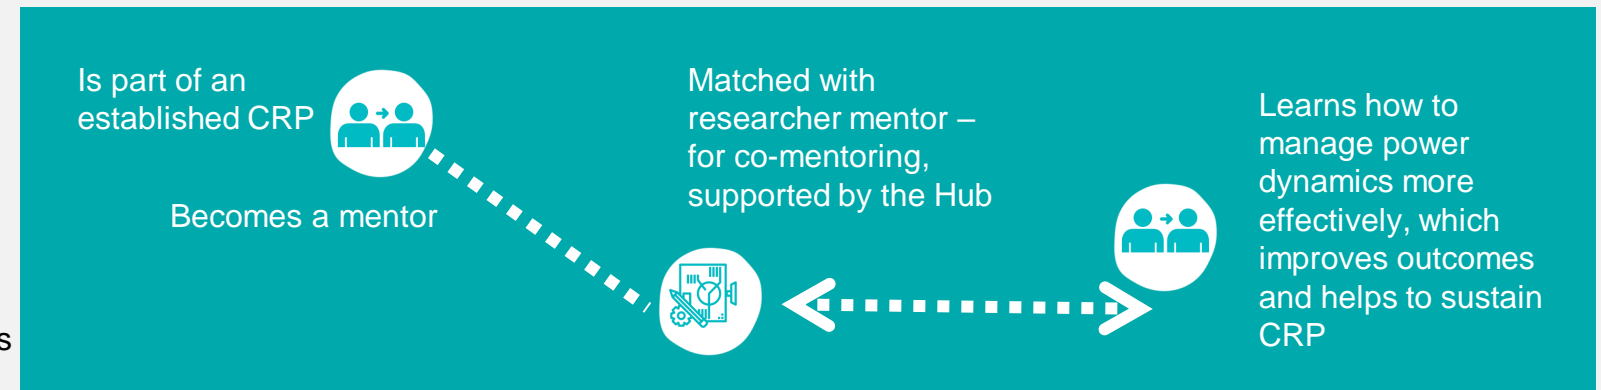 Is part of an
established CRP
Becomes a mentor
Matched with
researcher mentor –
for co-mentoring,
supported by the Hub
Learns how to
manage power
dynamics more
effectively, which
improves outcomes
and helps to sustain
CRP
s